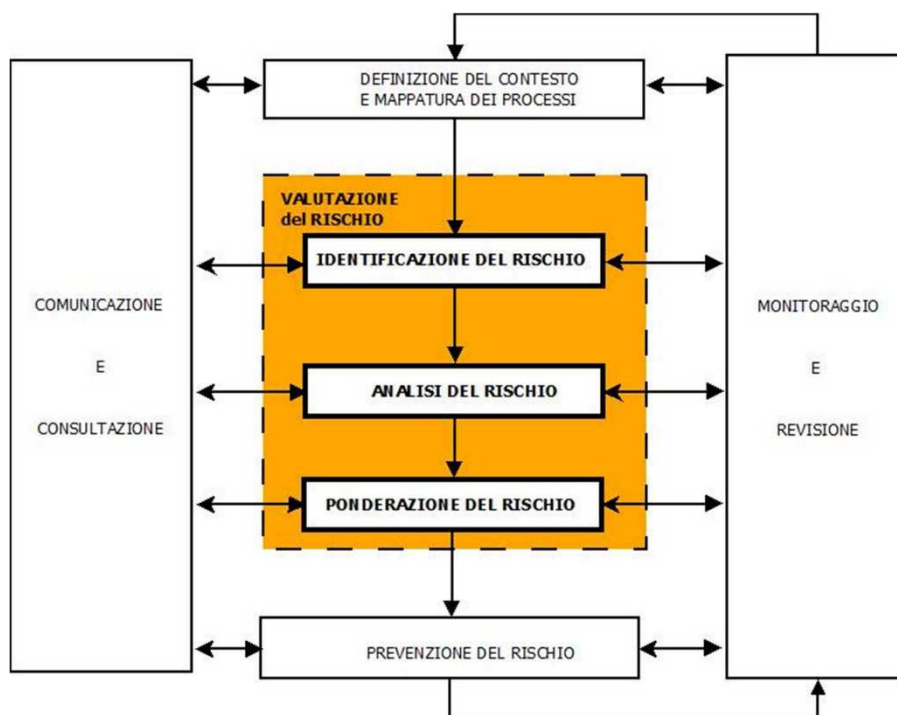 DEFINIZIONE DEL CONTESTO
E MAPPATURA DEI PROCESSI
VALUTAZIONE
del RISCHIO
IDENTIFICAZIONE DEL RISCHIO
COMUNICAZIONE
E
CONSULTAZIONE
MONITORAGGIO
E
REVISIONE
ANALISI DEL RISCHIO
PONDERAZIONE DEL RISCHIO
PREVENZIONE DEL RISCHIO